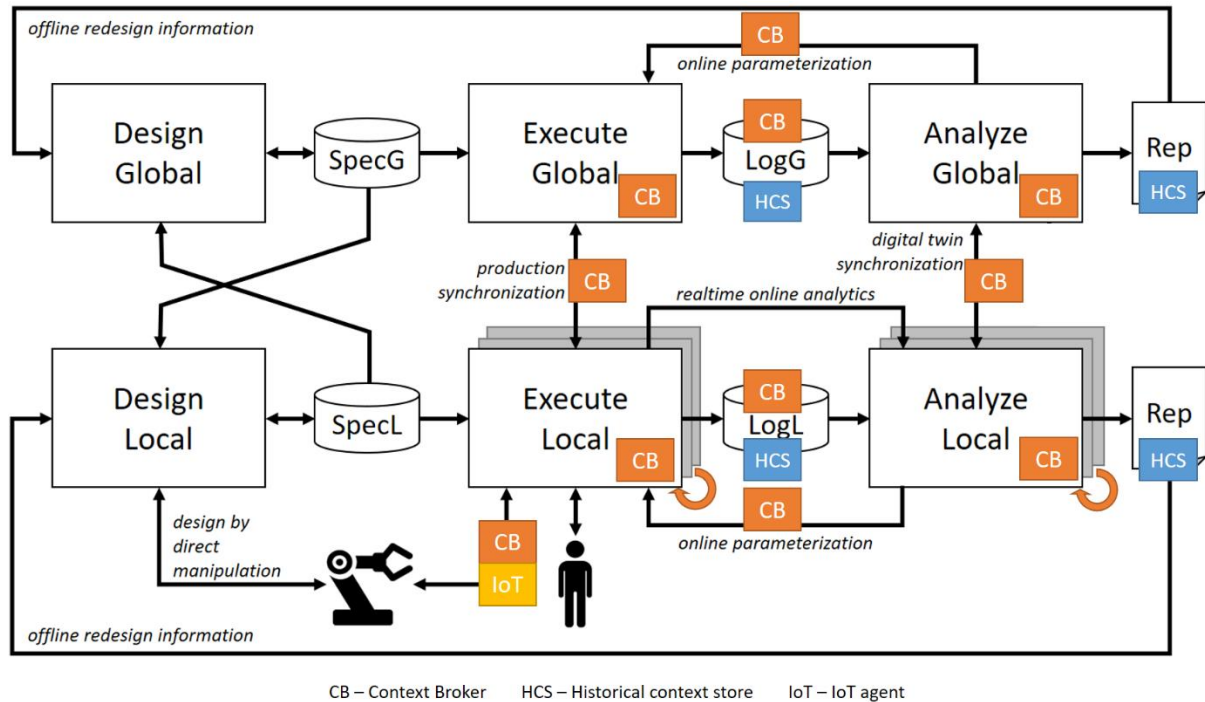 offline redesign information
CB
online parameterization
Design
Global
SpecG
Execute
Global
CB
CB
LogG
HCS
Analyze
Global
CB
Rep
HCS
production
synchronization
CB
digital twin
synchronization
CB
realtime online analytics
Design
Local
SpecL
Execute
Local
CB
CB
LogL
HCS
Analyze
Local
CB
Rep
HCS
CB
online parameterization
design by
direct
manipulation
CB
IoT
offline redesign information
CB – Context Broker HCS – Historical context store IoT – IoT agent